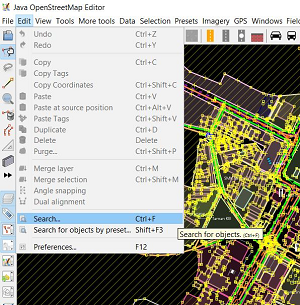 Java OpenStreetMap Editor
File Edit View Tools More tools Data Selection Presets Imagery GPS Windows Field
Undo Ctrl+Z
Redo Ctrl+Y
Copy Ctrl+C
Copy Tags
Copy Coordinates Ctrl+Shift+C
Paste Ctrl+V
Paste at source position Ctrl+Alt+V
Paste Tags Ctrl+Shift+V
Duplicate Ctrl+D
Delete Delete
Purge... Ctrl+Shift+P
Merge layer Ctrl+M
Merge selection Ctrl+Shift+M
Angle snapping
Dual alignment
Search... Ctrl+F
Search for objects by preset... Shift+F3
Search for objects. (Ctrl+F)
Preferences... F12